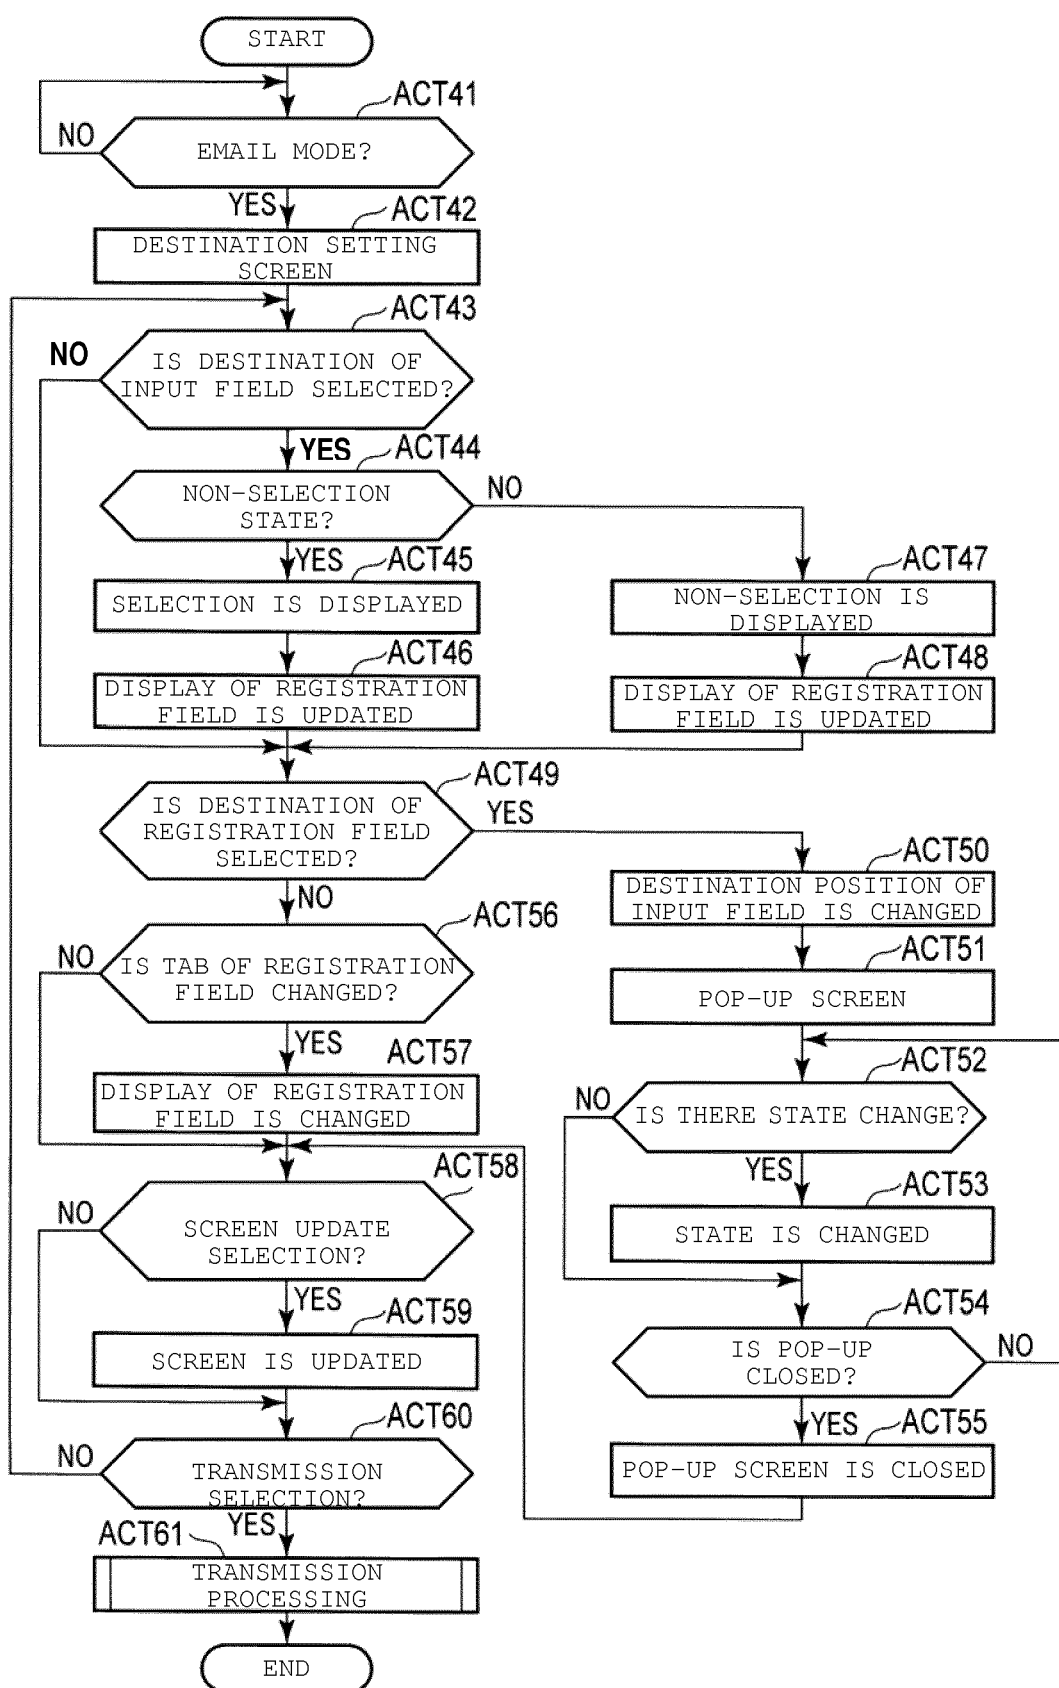 START
ACT41
NO
EMAIL MODE?
YES
ACT42
DESTINATION SETTING
SCREEN
ACT43
NO
IS DESTINATION OF
INPUT FIELD SELECTED?
YES
ACT44
NON-SELECTION
STATE?
NO
YES
ACT45
SELECTION IS DISPLAYED
ACT47
NON-SELECTION IS
DISPLAYED
ACT46
DISPLAY OF REGISTRATION
FIELD IS UPDATED
ACT48
DISPLAY OF REGISTRATION
FIELD IS UPDATED
ACT49
IS DESTINATION OF
REGISTRATION FIELD
SELECTED?
YES
NO
ACT50
DESTINATION POSITION OF
INPUT FIELD IS CHANGED
ACT51
POP-UP SCREEN
ACT56
NO
IS TAB OF REGISTRATION
FIELD CHANGED?
YES
ACT57
DISPLAY OF REGISTRATION
FIELD IS CHANGED
ACT52
NO
IS THERE STATE CHANGE?
YES
ACT53
STATE IS CHANGED
ACT58
NO
SCREEN UPDATE
SELECTION?
YES
ACT59
SCREEN IS UPDATED
ACT54
IS POP-UP
CLOSED?
NO
YES
ACT55
POP-UP SCREEN IS CLOSED
ACT60
NO
TRANSMISSION
SELECTION?
YES
ACT61
TRANSMISSION
PROCESSING
END